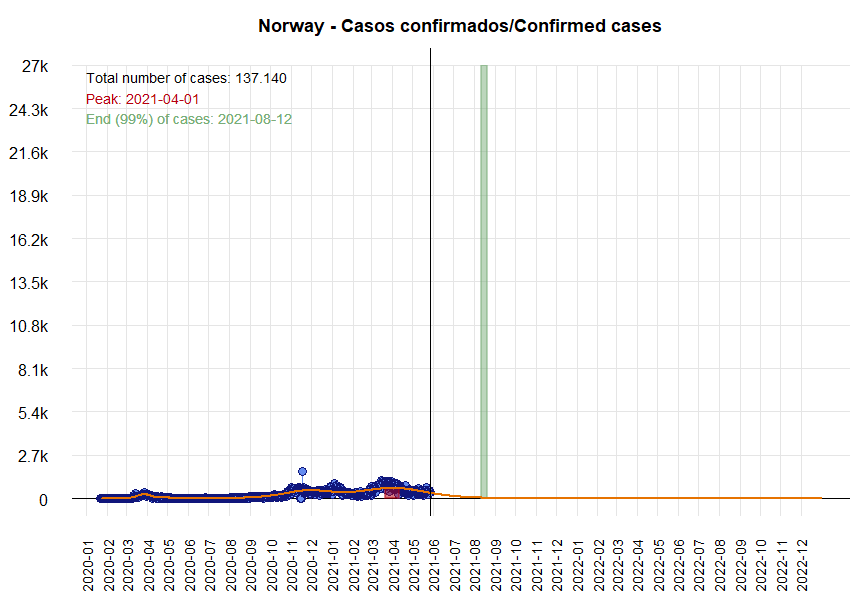 Norway - Casos confirmados/Confirmed cases
27k
24.3k
21.6k
18.9k
16.2k
13.5k
10.8k
8.1k
5.4k
2.7k
0
Total number of cases: 137.140
Peak: 2021-04-01
End (99%) of cases: 2021-08-12
2020-01
2020-02
2020-03
2020-04
2020-05
2020-06
2020-07
2020-08
2020-09
2020-10
2020-11
2020-12
2021-01
2021-02
2021-03
2021-04
2021-05
2021-06
2021-07
2021-08
2021-09
2021-10
2021-11
2021-12
2022-01
2022-02
2022-03
2022-04
2022-05
2022-06
2022-07
2022-08
2022-09
2022-10
2022-11
2022-12